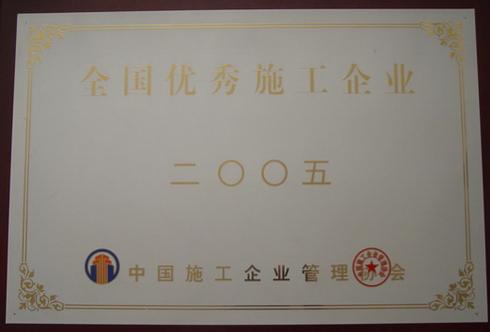 全国优秀施工企业
二〇〇五
中国施工企业管理协会